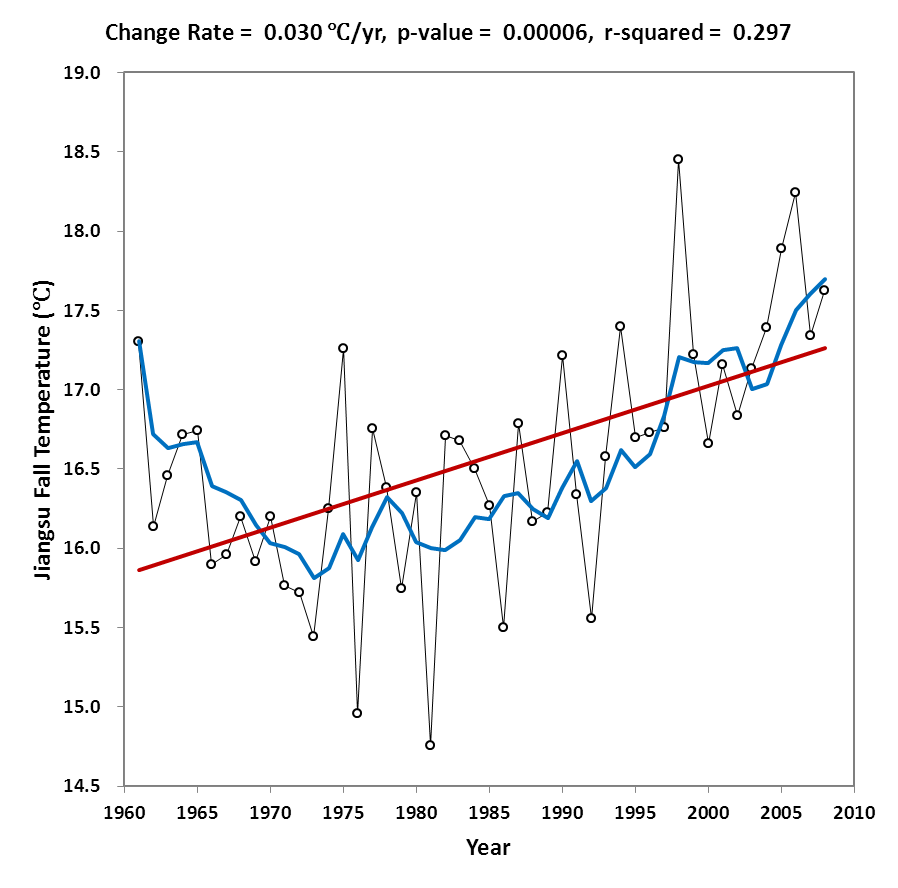 Change Rate = 0.030 ℃/yr, p-value = 0.00006, r-squared = 0.297
19.0
18.5
18.0
17.5
17.0
16.5
16.0
15.5
15.0
14.5
Jiangsu Fall Temperature (℃)
1960 1965 1970 1975 1980 1985 1990 1995 2000 2005 2010
Year